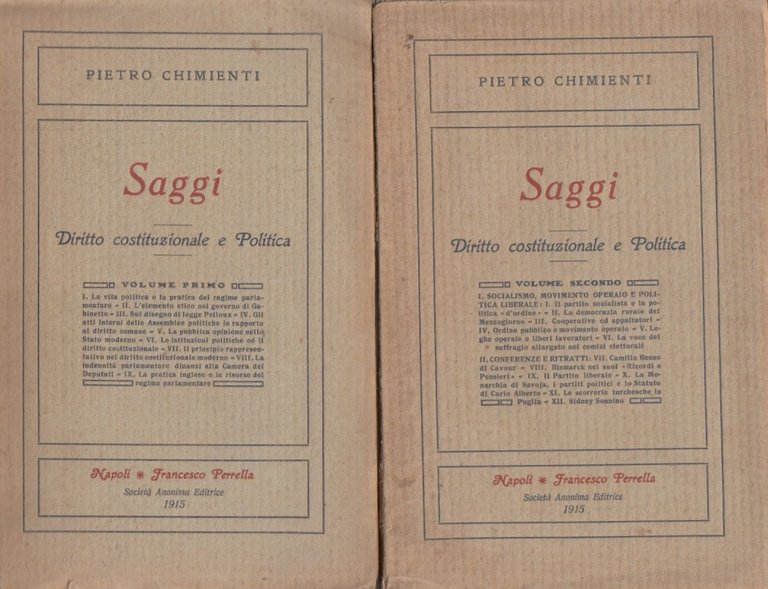 PIETRO CHIMIENTI
Saggi
Diritto costituzionale e Politica
VOLUME PRIMO
I. La vita politica e la pratica del regime parla-
mentare = II. L'elemento etico nel governo di Ga-
binetto = III. Sul disegno di legge Pelloux = IV. Gli
atti interni delle Assemblee politiche in rapporto
al diritto comune = V. La pubblica opinione nello
Stato moderno = VI. Le istituzioni politiche ed il
diritto costituzionale = VII. Il principio rappresen-
tativo nel diritto costituzionale moderno = VIII. La
indennità parlamentare dinanzi alla Camera dei
Deputati = IX. La pratica inglese e le risorse del
regime parlamentare
Napoli * Francesco Perrella
Società Anonima Editrice
1915
PIETRO CHIMIENTI
Saggi
Diritto costituzionale e Politica
VOLUME SECONDO
I. SOCIALISMO, MOVIMENTO OPERAIO E POLI-
TICA LIBERALE: I. Il partito socialista e la po-
litica «d'ordine» = II. La democrazia rurale del
Mezzogiorno = III. Cooperative ed appaltatori =
IV. Ordine pubblico e movimento operaio = V. Le-
ghe operaie e liberi lavoratori = VI. La voce del
suffragio allargato nei comizi elettorali
II. CONFERENZE E RITRATTI: VII. Camillo Benso
di Cavour = VIII. Bismarck nei suoi «Ricordi e
Pensieri» = IX. Il Partito liberale = X. La Mo-
narchia di Savoja, i partiti politici e lo Statuto
di Carlo Alberto = XI. Le scorrerie turchesche in
Puglia = XII. Sidney Sonnino
Napoli * Francesco Perrella
Società Anonima Editrice
1915